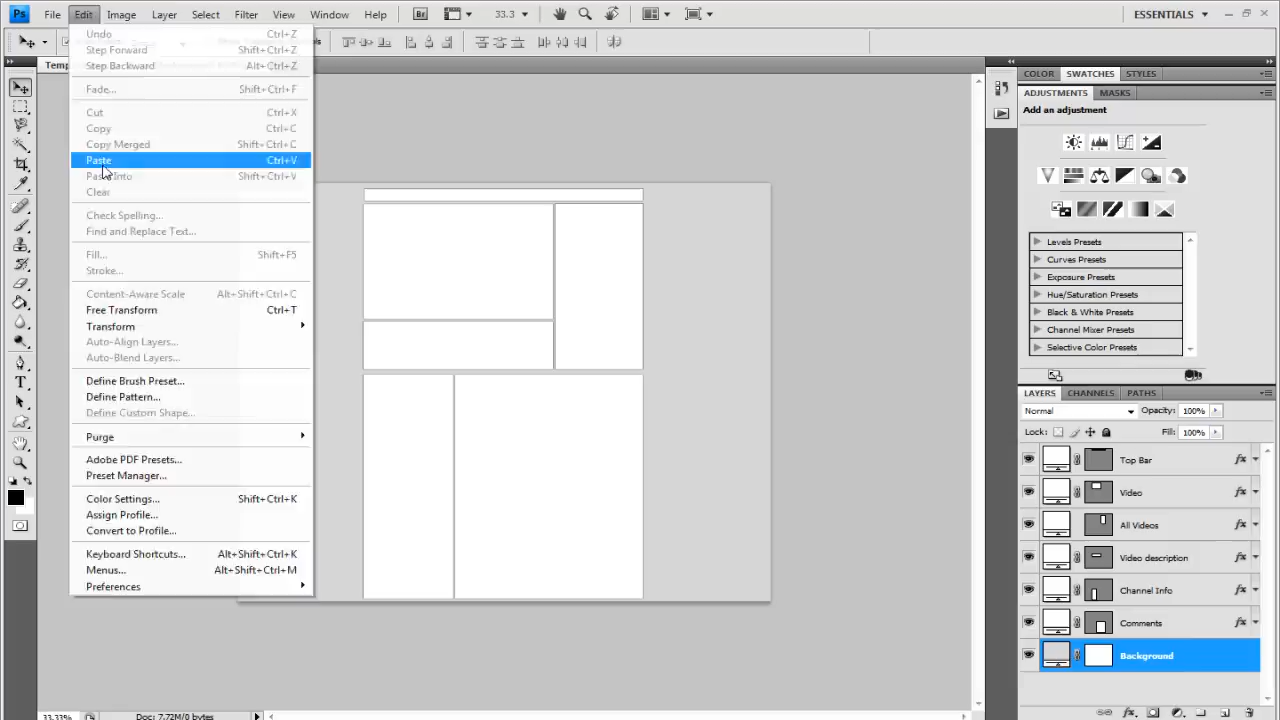 Ps File Edit Image Layer Select Filter View Window Help Br 33.3 ESSENTIALS
Temp
Undo Ctrl+Z
Step Forward Shift+Ctrl+Z
Step Backward Alt+Ctrl+Z
Fade... Shift+Ctrl+F
Cut Ctrl+X
Copy Ctrl+C
Copy Merged Shift+Ctrl+C
Paste Ctrl+V
Paste Into Shift+Ctrl+V
Clear
Check Spelling...
Find and Replace Text...
Fill... Shift+F5
Stroke...
Content-Aware Scale Alt+Shift+Ctrl+C
Free Transform Ctrl+T
Transform
Auto-Align Layers...
Auto-Blend Layers...
Define Brush Preset...
Define Pattern...
Define Custom Shape...
Purge
Adobe PDF Presets...
Preset Manager...
Color Settings... Shift+Ctrl+K
Assign Profile...
Convert to Profile...
Keyboard Shortcuts... Alt+Shift+Ctrl+K
Menus... Alt+Shift+Ctrl+M
Preferences
COLOR SWATCHES STYLES
ADJUSTMENTS MASKS
Add an adjustment
Levels Presets
Curves Presets
Exposure Presets
Hue/Saturation Presets
Black & White Presets
Channel Mixer Presets
Selective Color Presets
LAYERS CHANNELS PATHS
Normal Opacity: 100%
Lock: Fill: 100%
Top Bar fx
Video fx
All Videos fx
Video description fx
Channel Info fx
Comments fx
Background
33.33% Doc: 7.72M/0 bytes